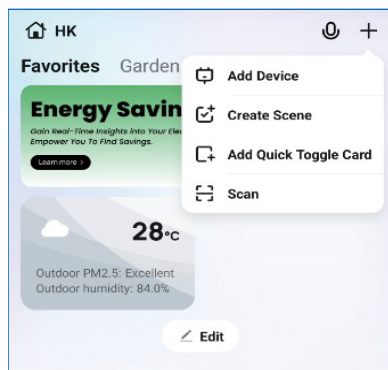 HK
Favorites Garden
Energy Savin
Gain Real-Time Insights into Your Ele
Empower You To Find Savings.
Learn more >
Add Device
Create Scene
Add Quick Toggle Card
Scan
28°C
Outdoor PM2.5: Excellent
Outdoor humidity: 84.0%
Edit